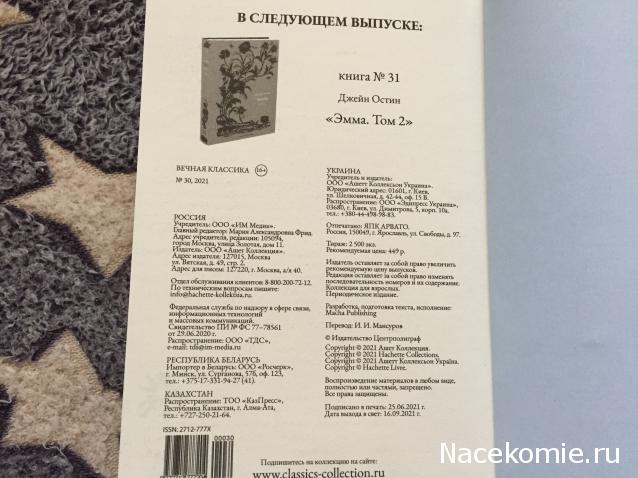 В СЛЕДУЮЩЕМ ВЫПУСКЕ:
книга № 31
Джейн Остин
«Эмма. Том 2»
ВЕЧНАЯ КЛАССИКА 16+
№ 30, 2021
РОССИЯ
Учредитель: ООО «ИМ Медиа».
Главный редактор: Мария Александровна Фрид.
Адрес учредителя, редакции: 105094,
город Москва, улица Золотая, дом 11.
Издатель: ООО «Ашет Коллекция».
Адрес издателя: 127015, Москва
ул. Вятская, д. 49, стр. 2.
Адрес для писем: 127220, г. Москва, а/я 40.
Отдел обслуживания клиентов: 8-800-200-72-12.
По техническим вопросам пишите:
info@hachette-kollektsia.ru.
Федеральная служба по надзору в сфере связи,
информационных технологий
и массовых коммуникаций.
Свидетельство ПИ № ФС 77–78561
от 29.06.2020 г.
Распространение: ООО «ТДС»,
e-mail: tds@im-media.ru.
РЕСПУБЛИКА БЕЛАРУСЬ
Импортер в Беларусь: ООО «Росчерк»,
г. Минск, ул. Сурганова, 57б, оф. 123,
тел.: +375-17-331-94-27 (41).
КАЗАХСТАН
Распространение: ТОО «КазПресс»,
Республика Казахстан, г. Алма-Ата,
тел.: +727-250-21-64.
ISSN: 2712-777X
00030
УКРАИНА
Учредитель и издатель:
ООО «Ашетт Коллексьон Украина».
Юридический адрес: 01601, г. Киев,
ул. Шелковичная, д. 42-44, оф. 15 В.
Распространение: ООО «Эдипресс Украина»,
03680, г. Киев, ул. Димитрова, 5, корп. 10а,
тел.: +380-44-498-98-83.
Отпечатано: ЯПК АРВАТО.
Россия, 150049, г. Ярославль, ул. Свободы, д. 97.
Тираж: 2 500 экз.
Рекомендуемая цена: 449 р.
Издатель оставляет за собой право увеличить
рекомендуемую цену выпусков.
Редакция оставляет за собой право изменять
последовательность номеров и их содержание.
Коллекция для взрослых.
Периодическое издание.
Разработка, подготовка текста, исполнение:
Macha Publishing
Перевод: И. И. Мансуров
© Издательство Центрполиграф
Copyright © 2021 Ашет Коллекция.
Copyright © 2021 Hachette Collections.
Copyright © 2021 Ашетт Коллексьон Україна.
Copyright © Hachette Livre.
Воспроизведение материалов в любом виде,
полностью или частями, запрещено.
Все права защищены.
Подписано в печать: 25.06.2021
Дата выхода в свет: 16.09.2021 г.
Подпишитесь на коллекцию на сайте:
www.classics-collection.ru
Nacekomie.ru